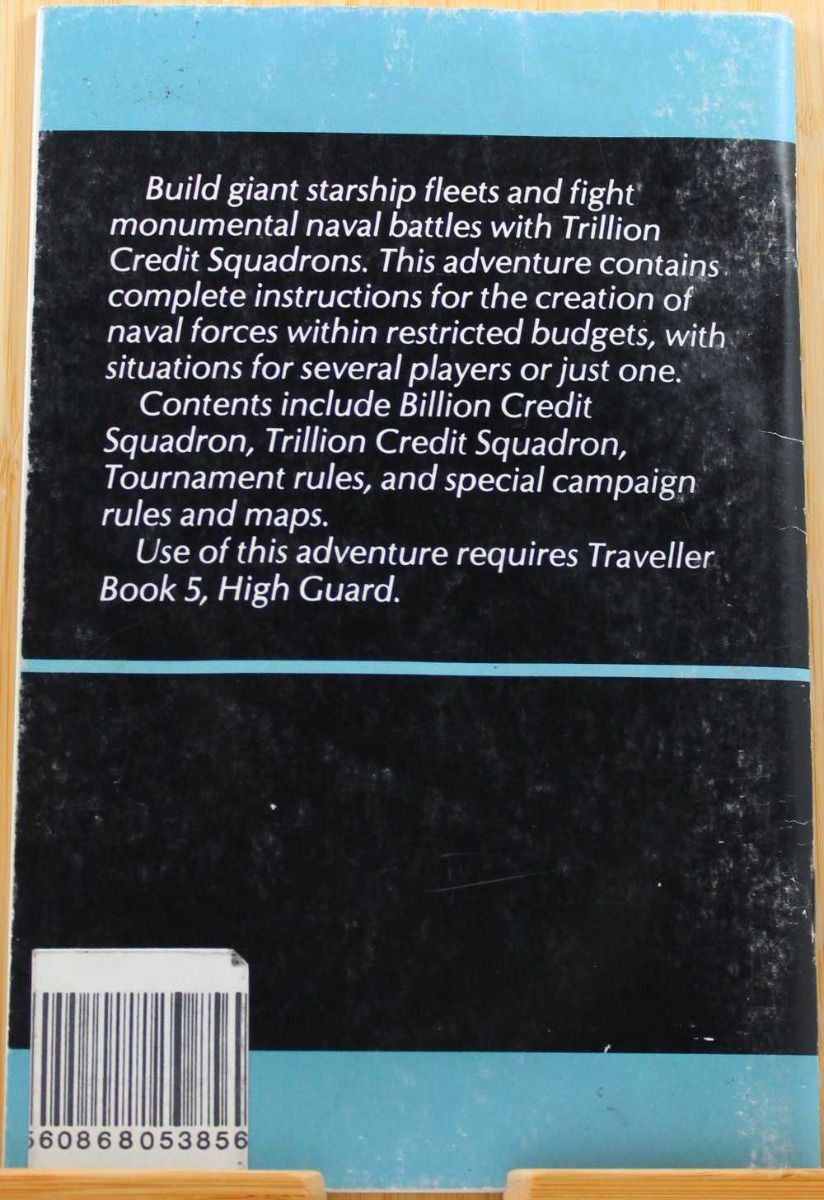 Build giant starship fleets and fight
monumental naval battles with Trillion
Credit Squadrons. This adventure contains
complete instructions for the creation of
naval forces within restricted budgets, with
situations for several players or just one.
Contents include Billion Credit
Squadron, Trillion Credit Squadron,
Tournament rules, and special campaign
rules and maps.
Use of this adventure requires Traveller
Book 5, High Guard.
560868053856